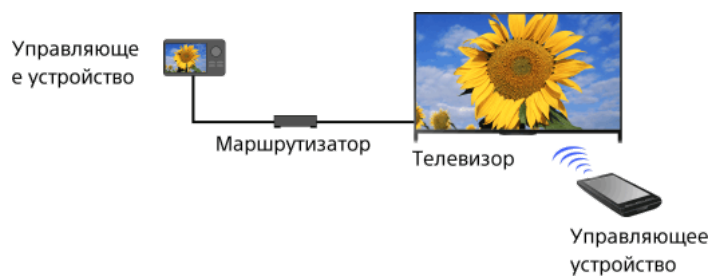 Управляюще
е устройство
Маршрутизатор
Телевизор
Управляющее
устройство